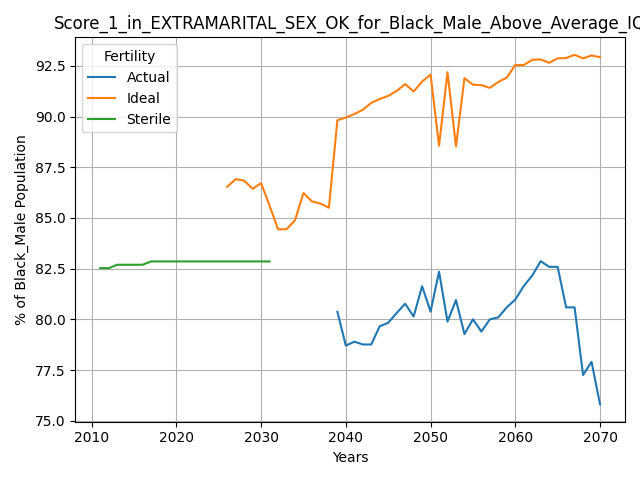 Score_1_in_EXTRAMARITAL_SEX_OK_for_Black_Male_Above_Average_IQ
Fertility
Actual
Ideal
Sterile
% of Black_Male Population
92.5
90.0
87.5
85.0
82.5
80.0
77.5
75.0
2010 2020 2030 2040 2050 2060 2070
Years